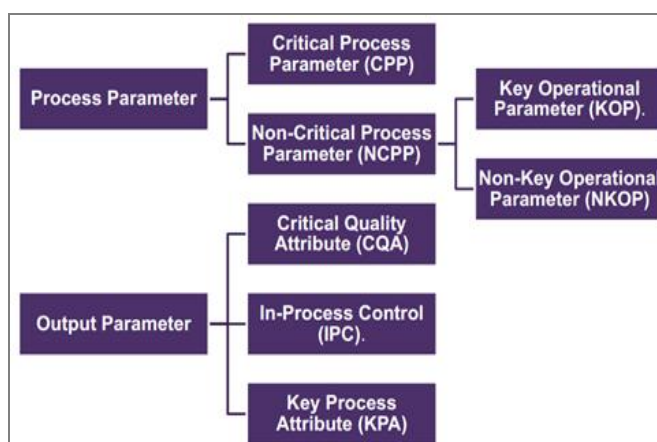 Critical Process
Parameter (CPP)
Process Parameter
Non-Critical Process
Parameter (NCPP)
Key Operational
Parameter (KOP).
Non-Key Operational
Parameter (NKOP)
Critical Quality
Attribute (CQA)
Output Parameter
In-Process Control
(IPC).
Key Process
Attribute (KPA)